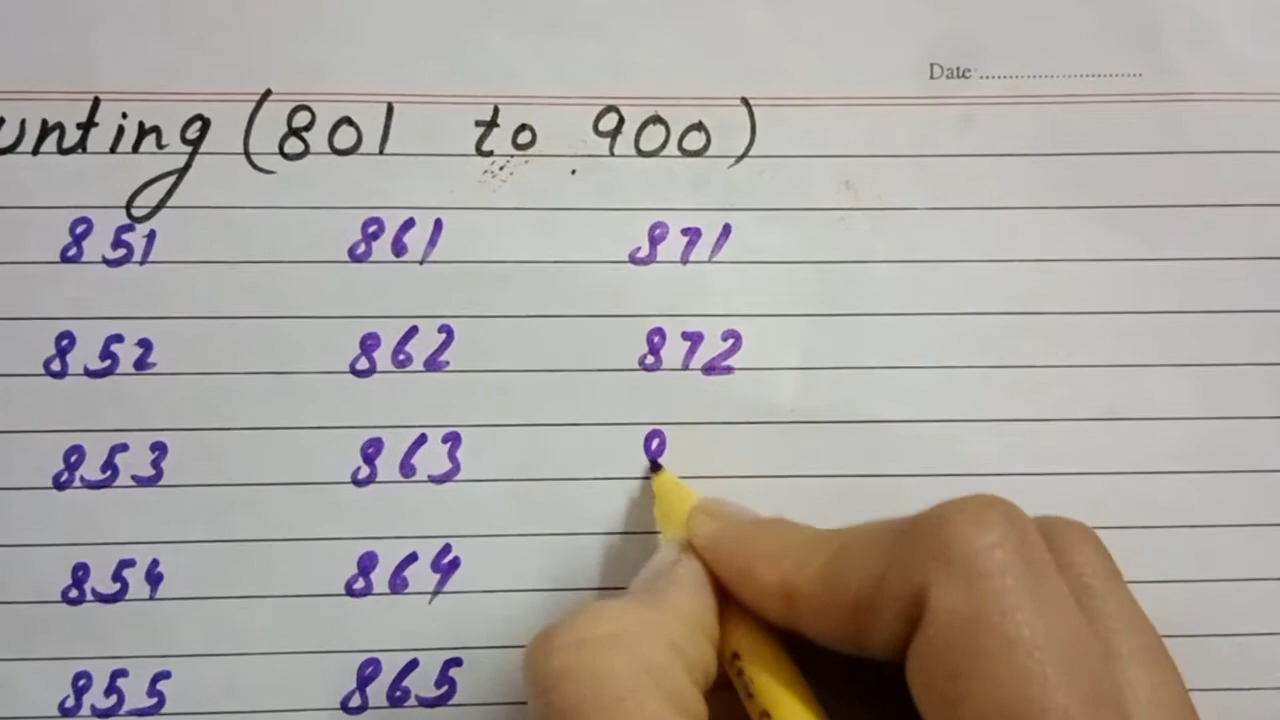 Date:
unting (801 to 900)
851 861 871
852 862 872
853 863
854 864
855 865